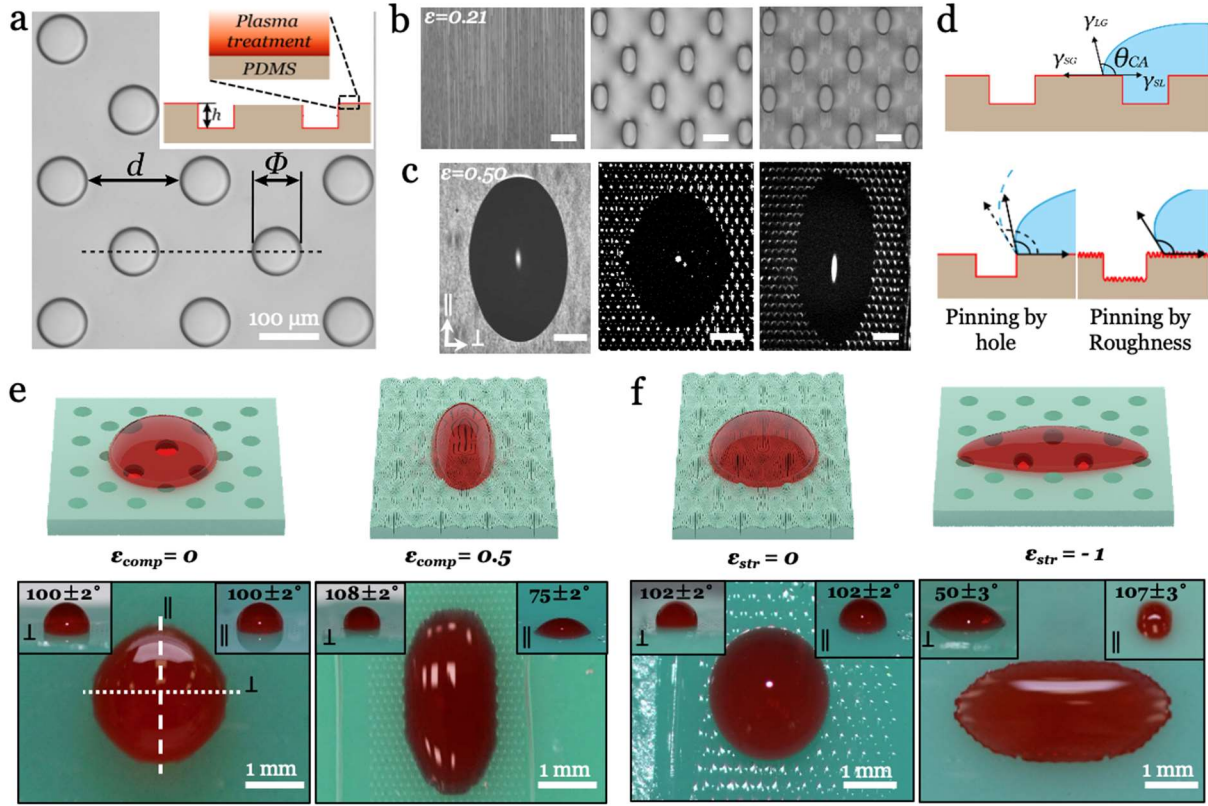 a
Plasma
treatment
PDMS
h
d
Φ
100 µm
b
ε=0.21
c
ε=0.50
||
⊥
d
γLG
θCA
γSG
γSL
Pinning by
hole
Pinning by
Roughness
e
εcomp= 0
εcomp= 0.5
f
εstr= 0
εstr= - 1
100±2°
⊥
||
100±2°
||
⊥
1 mm
108±2°
⊥
75±2°
||
1 mm
102±2°
⊥
102±2°
||
1 mm
50±3°
⊥
107±3°
||
1 mm